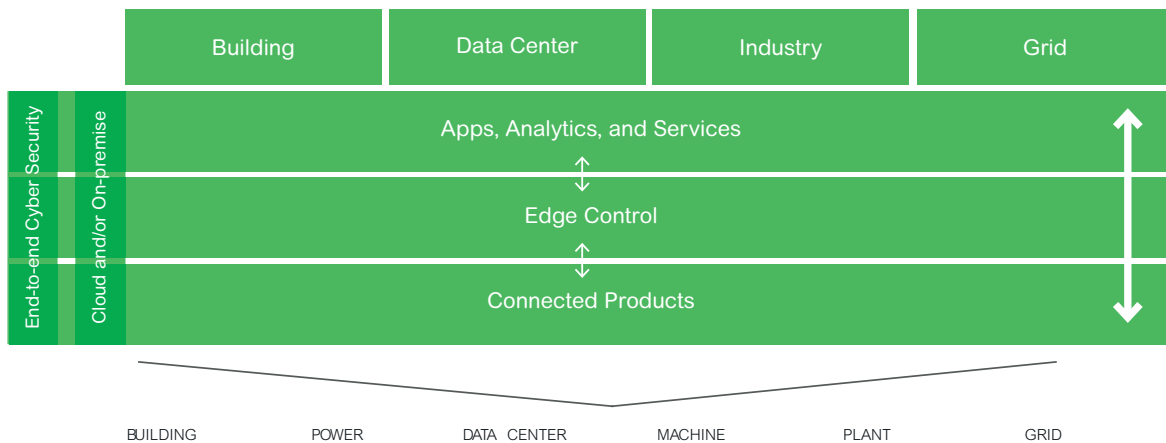 Building Data Center Industry Grid
Apps, Analytics, and Services
Edge Control
Connected Products
End-to-end Cyber Security
Cloud and/or On-premise
BUILDING POWER DATA CENTER MACHINE PLANT GRID